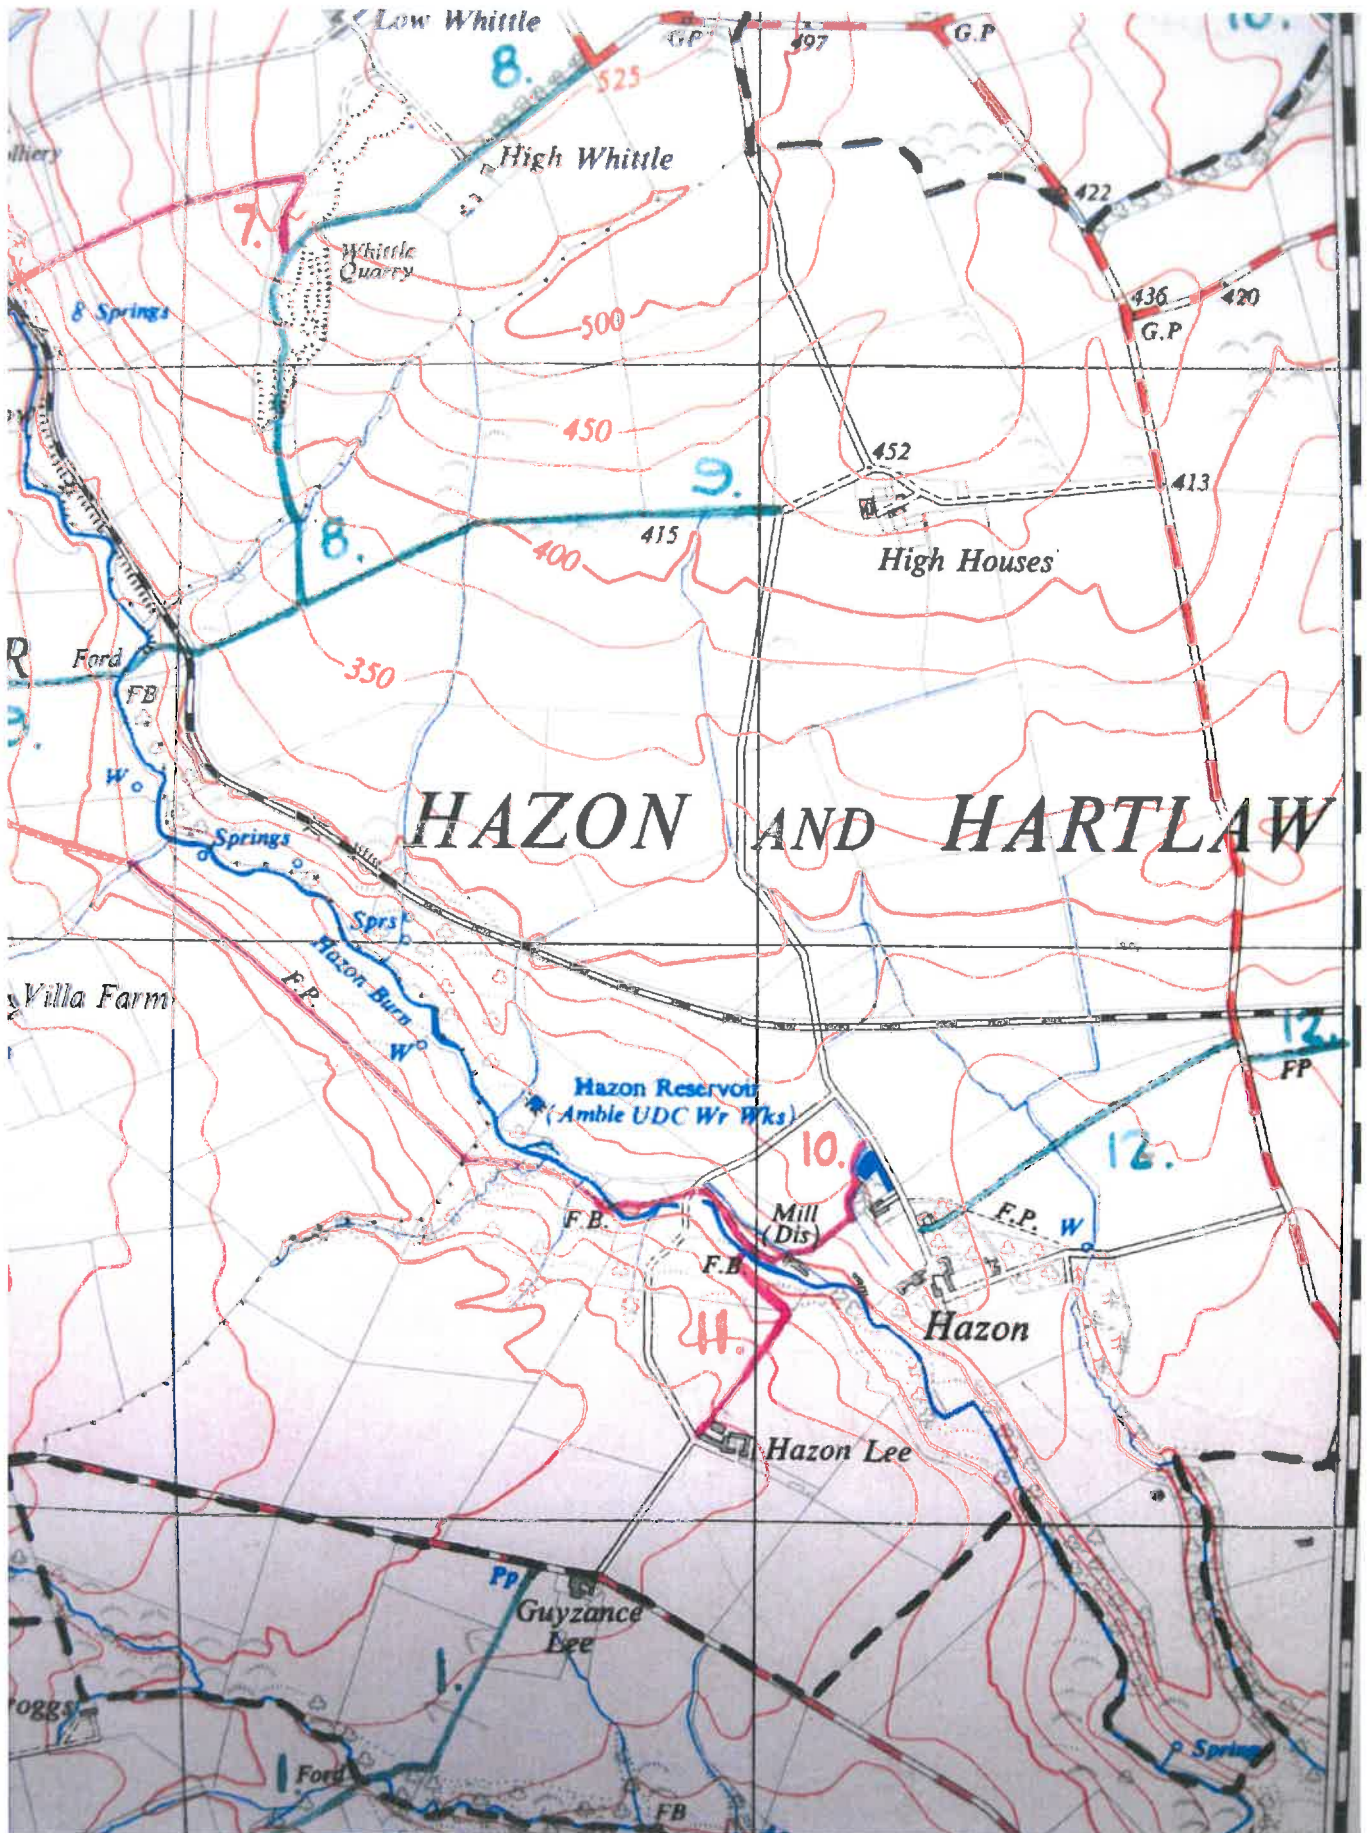 Low Whittle
10.
G.P
497
G.P
8.
525
High Whittle
422
7.
Whittle
Quarry
8 Springs
436
420
G.P
500
450
452
9.
413
415
8.
400
High Houses
R
Ford
350
FB
W
HAZON AND HARTLAW
Springs
Sprs
Hazon Burn
F.P.
Villa Farm
W
12.
FP
Hazon Reservoir
(Amble UDC Wr Wks)
10.
12.
F.B.
Mill
(Dis)
F.P.
W
F.B.
Hazon
11.
Hazon Lee
Pp
Guyzance
Lee
1.
oggs
Spring
1
Ford
FB